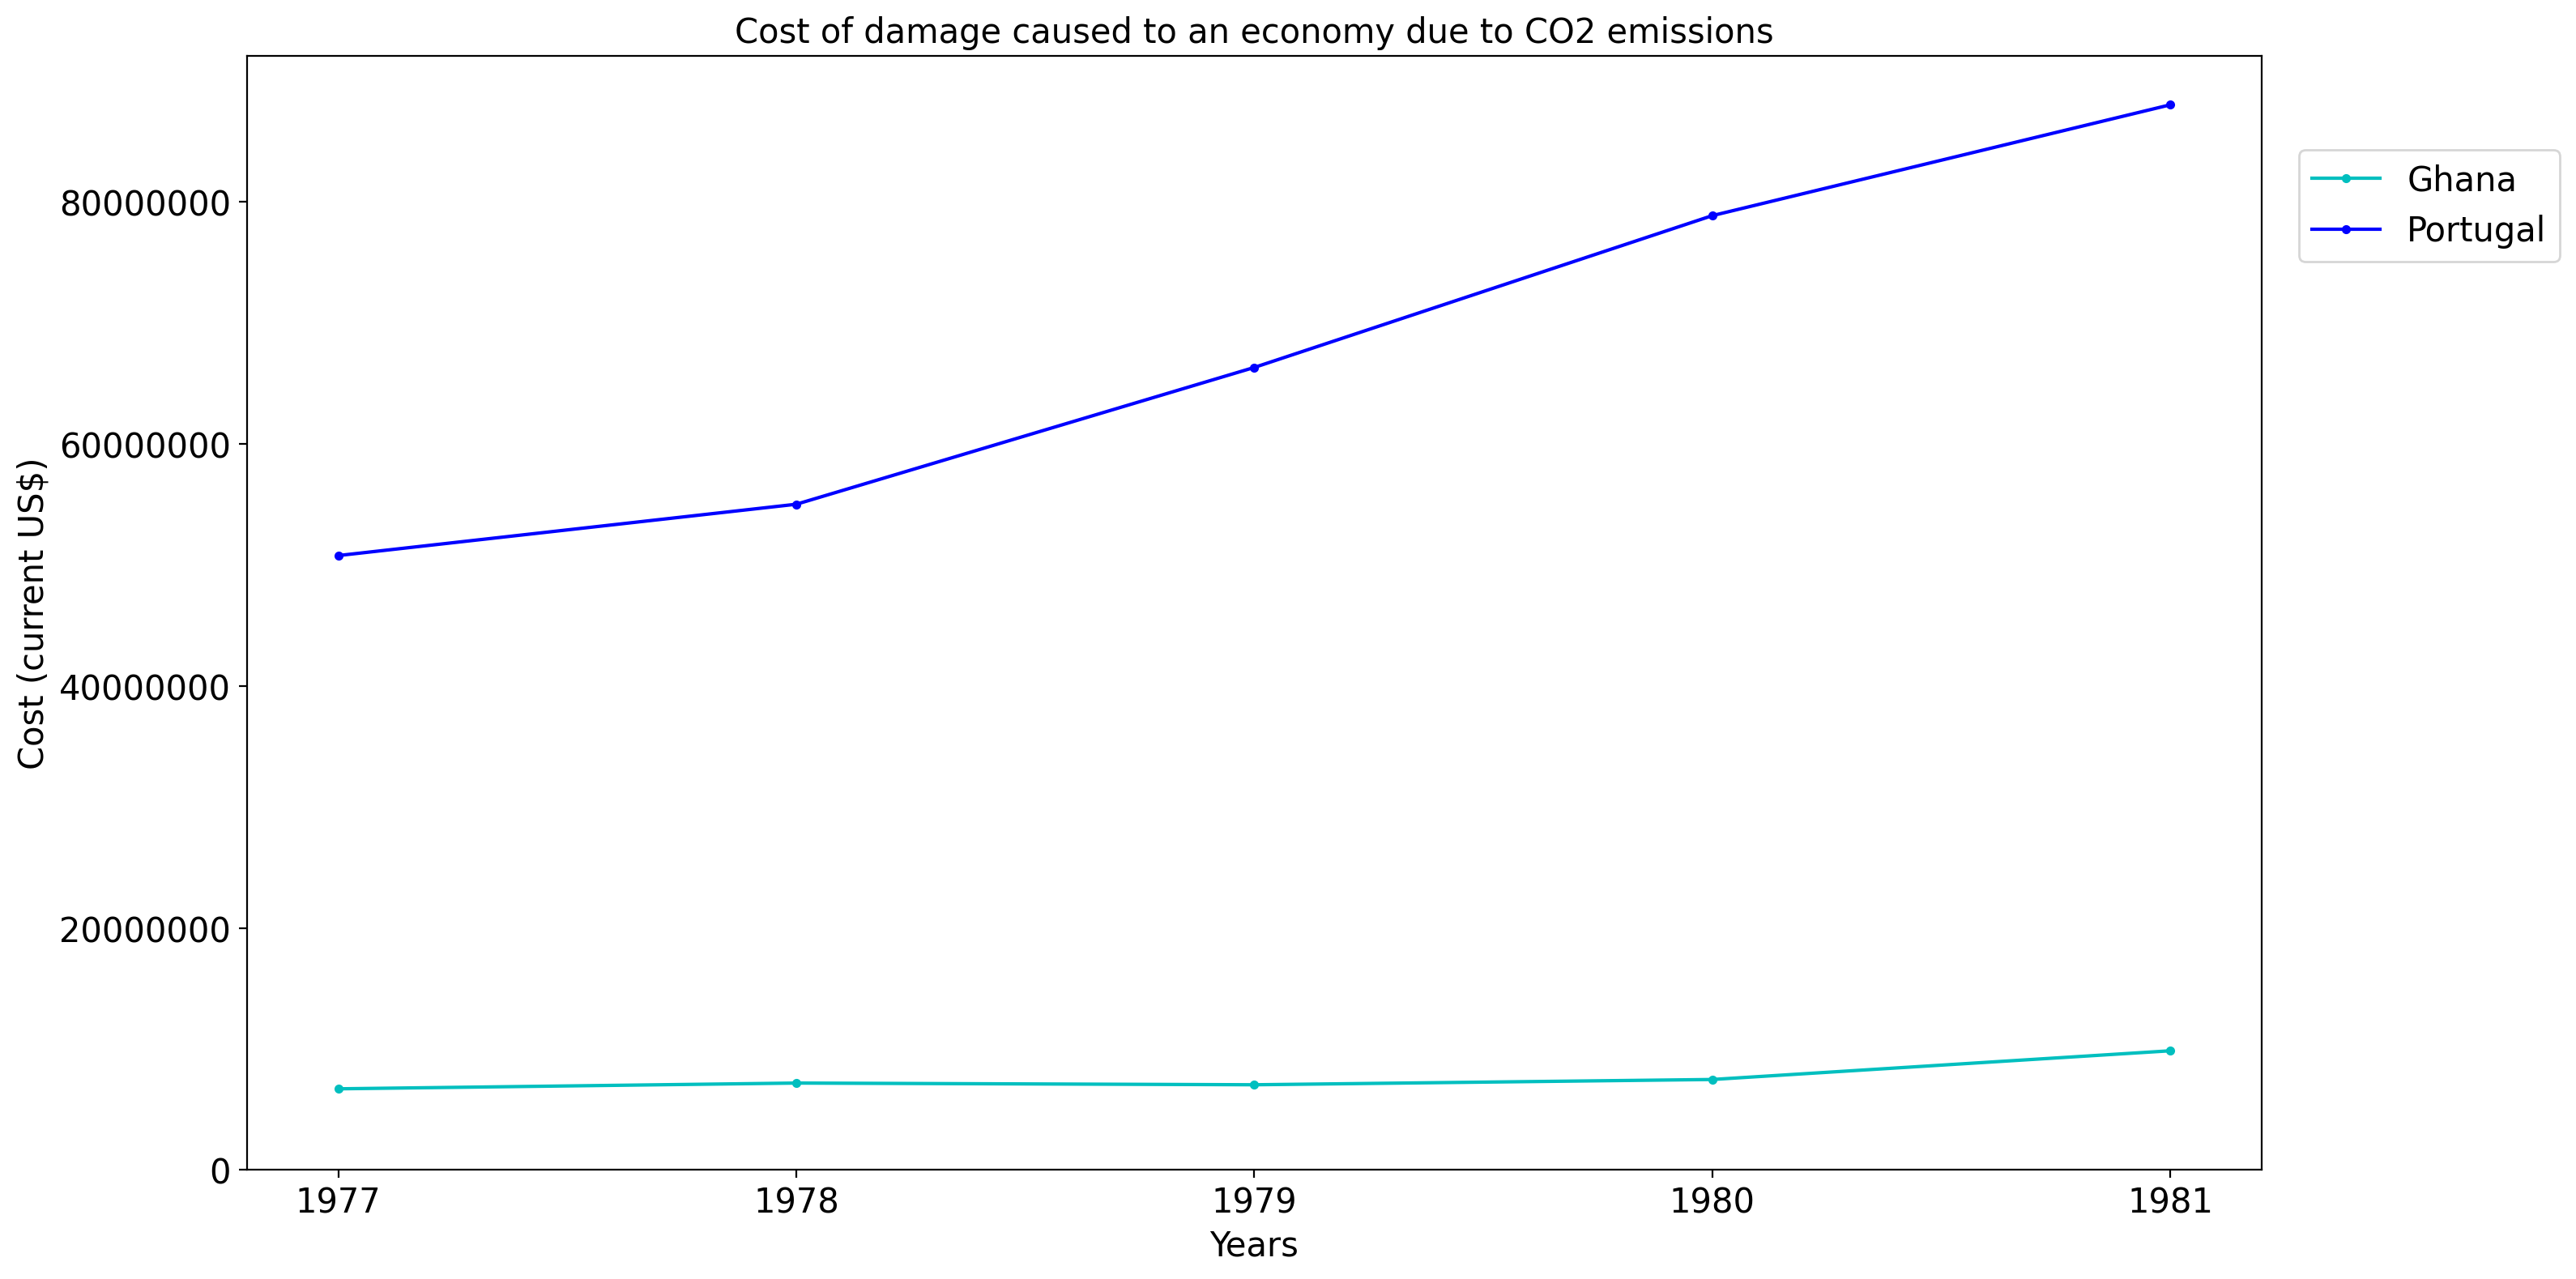 Cost of damage caused to an economy due to CO2 emissions
Ghana
Portugal
Cost (current US$)
80000000
60000000
40000000
20000000
0
1977 1978 1979 1980 1981
Years